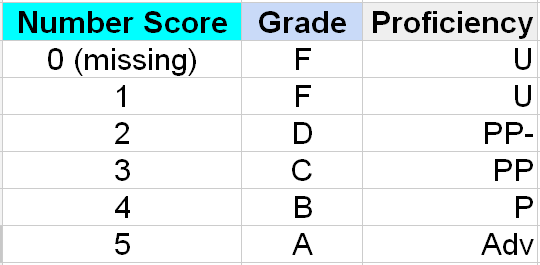 Number Score Grade Proficiency
0 (missing) F U
1 F U
2 D PP-
3 C PP
4 B P
5 A Adv